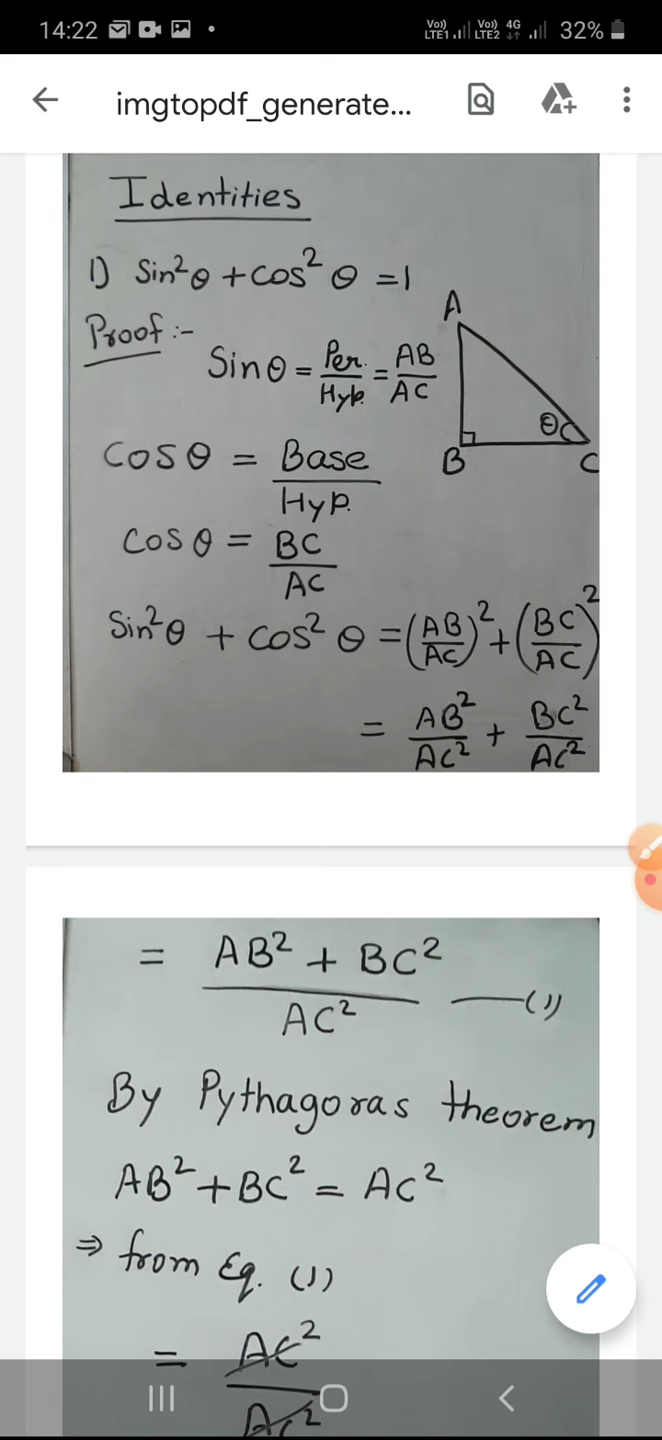 14:22
Vo)) LTE1 Vo)) LTE2 4G 32%
imgtopdf_generate...
Identities
1) Sin²θ + cos²θ = 1
Proof :-
A
Sinθ = Per./Hyp. = AB/AC
θ
B C
Cosθ = Base/Hyp.
Cosθ = BC/AC
Sin²θ + cos²θ = (AB/AC)² + (BC/AC)²
= AB²/AC² + BC²/AC²
= AB² + BC²/AC² —(1)
By Pythagoras theorem
AB² + BC² = AC²
⇒ from Eq. (1)
= AC²/AC²